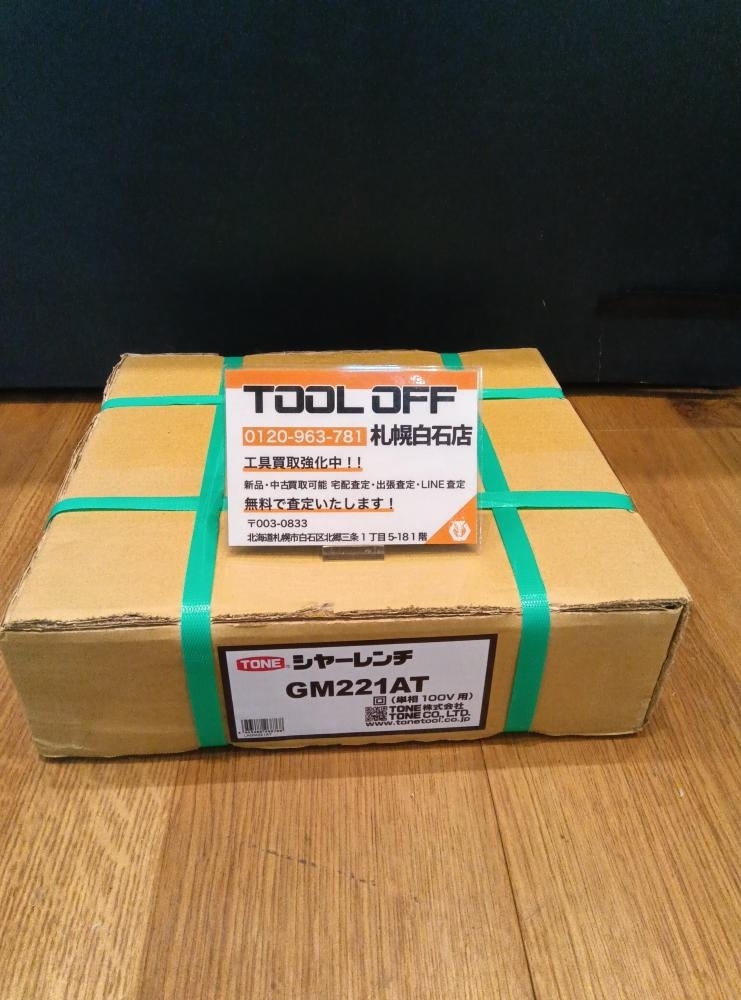 TOOL OFF
0120-963-781 札幌白石店
工具買取強化中！！
新品・中古買取可能 宅配査定・出張査定・LINE査定
無料で査定いたします！
〒003-0833
北海道札幌市白石区北郷三条1丁目5-18 1階
TONE® シヤーレンチ
GM221AT
(単相100V用)
TONE株式会社
TONE CO., LTD.
www.tonetool.co.jp